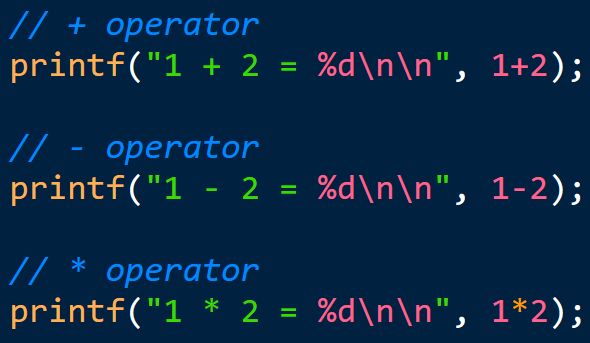 // + operator
printf("1 + 2 = %d\n\n", 1+2);
// - operator
printf("1 - 2 = %d\n\n", 1-2);
// * operator
printf("1 * 2 = %d\n\n", 1*2);